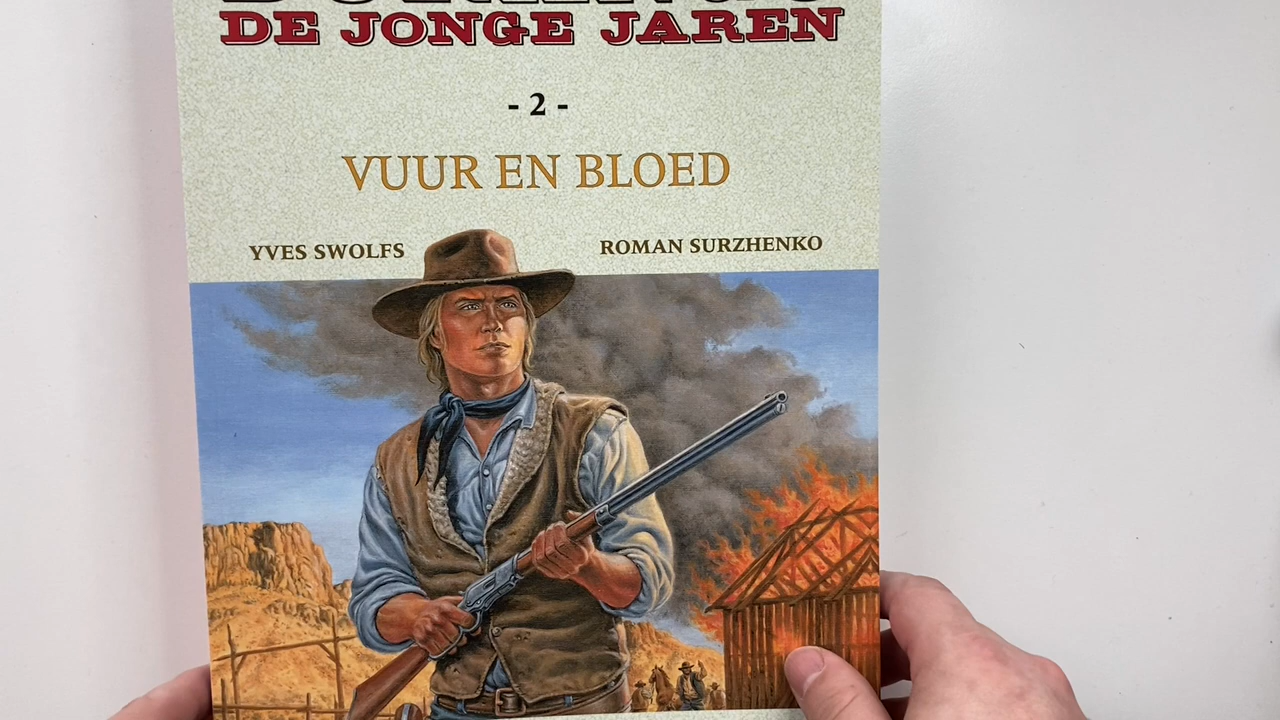 DE JONGE JAREN
- 2 -
VUUR EN BLOED
YVES SWOLFS
ROMAN SURZHENKO